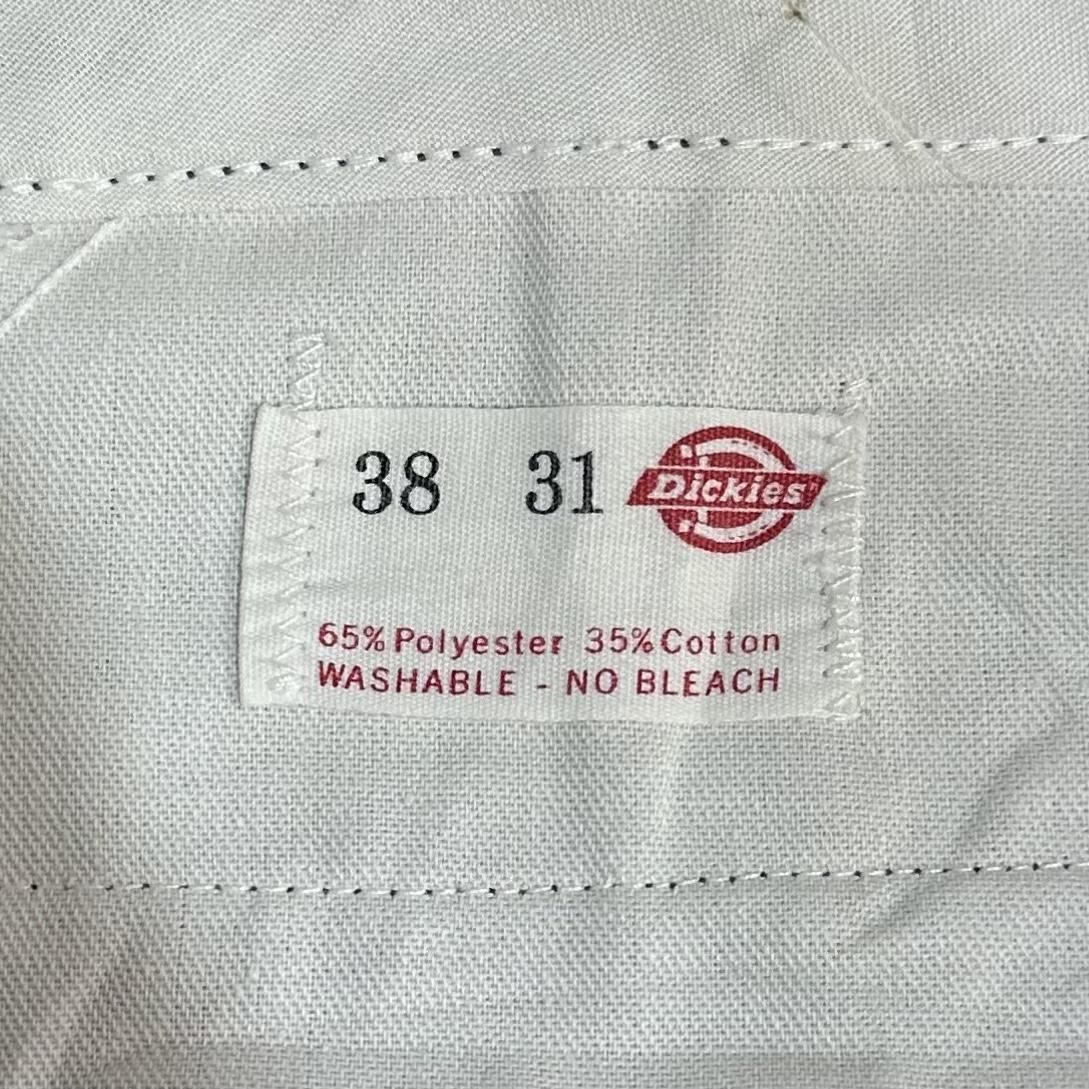 38 31 Dickies
65% Polyester 35% Cotton
WASHABLE - NO BLEACH